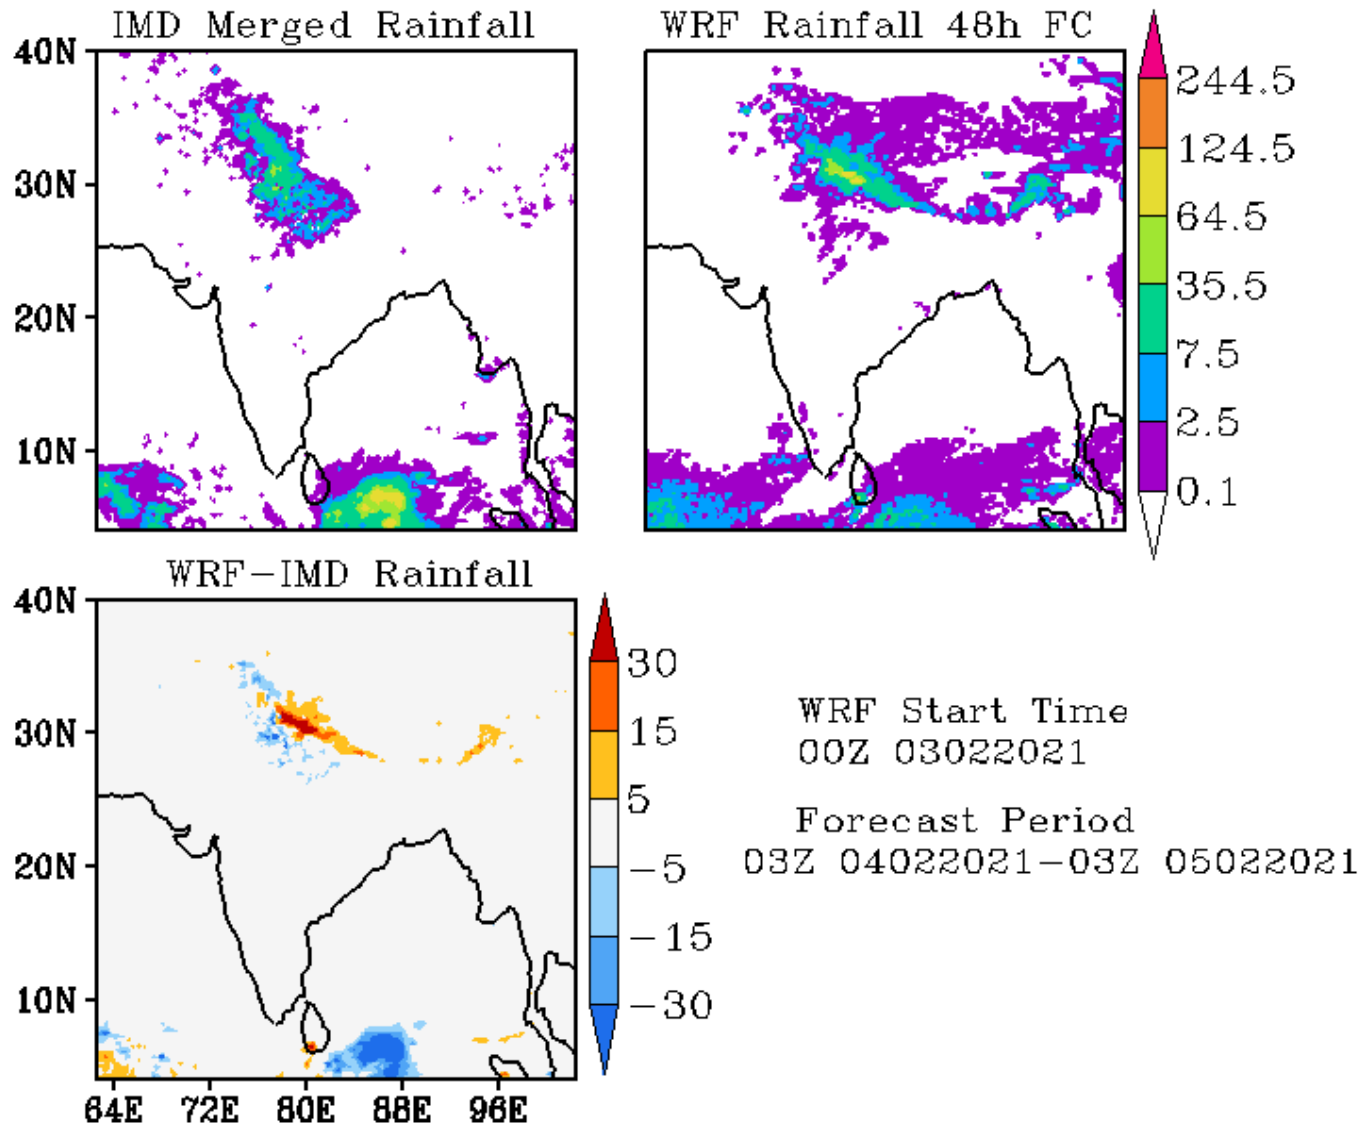 IMD Merged Rainfall
WRF Rainfall 48h FC
40N
30N
20N
10N
244.5
124.5
64.5
35.5
7.5
2.5
0.1
WRF-IMD Rainfall
40N
30N
20N
10N
64E 72E 80E 88E 96E
30
15
5
-5
-15
-30
WRF Start Time
00Z 03022021
Forecast Period
03Z 04022021-03Z 05022021